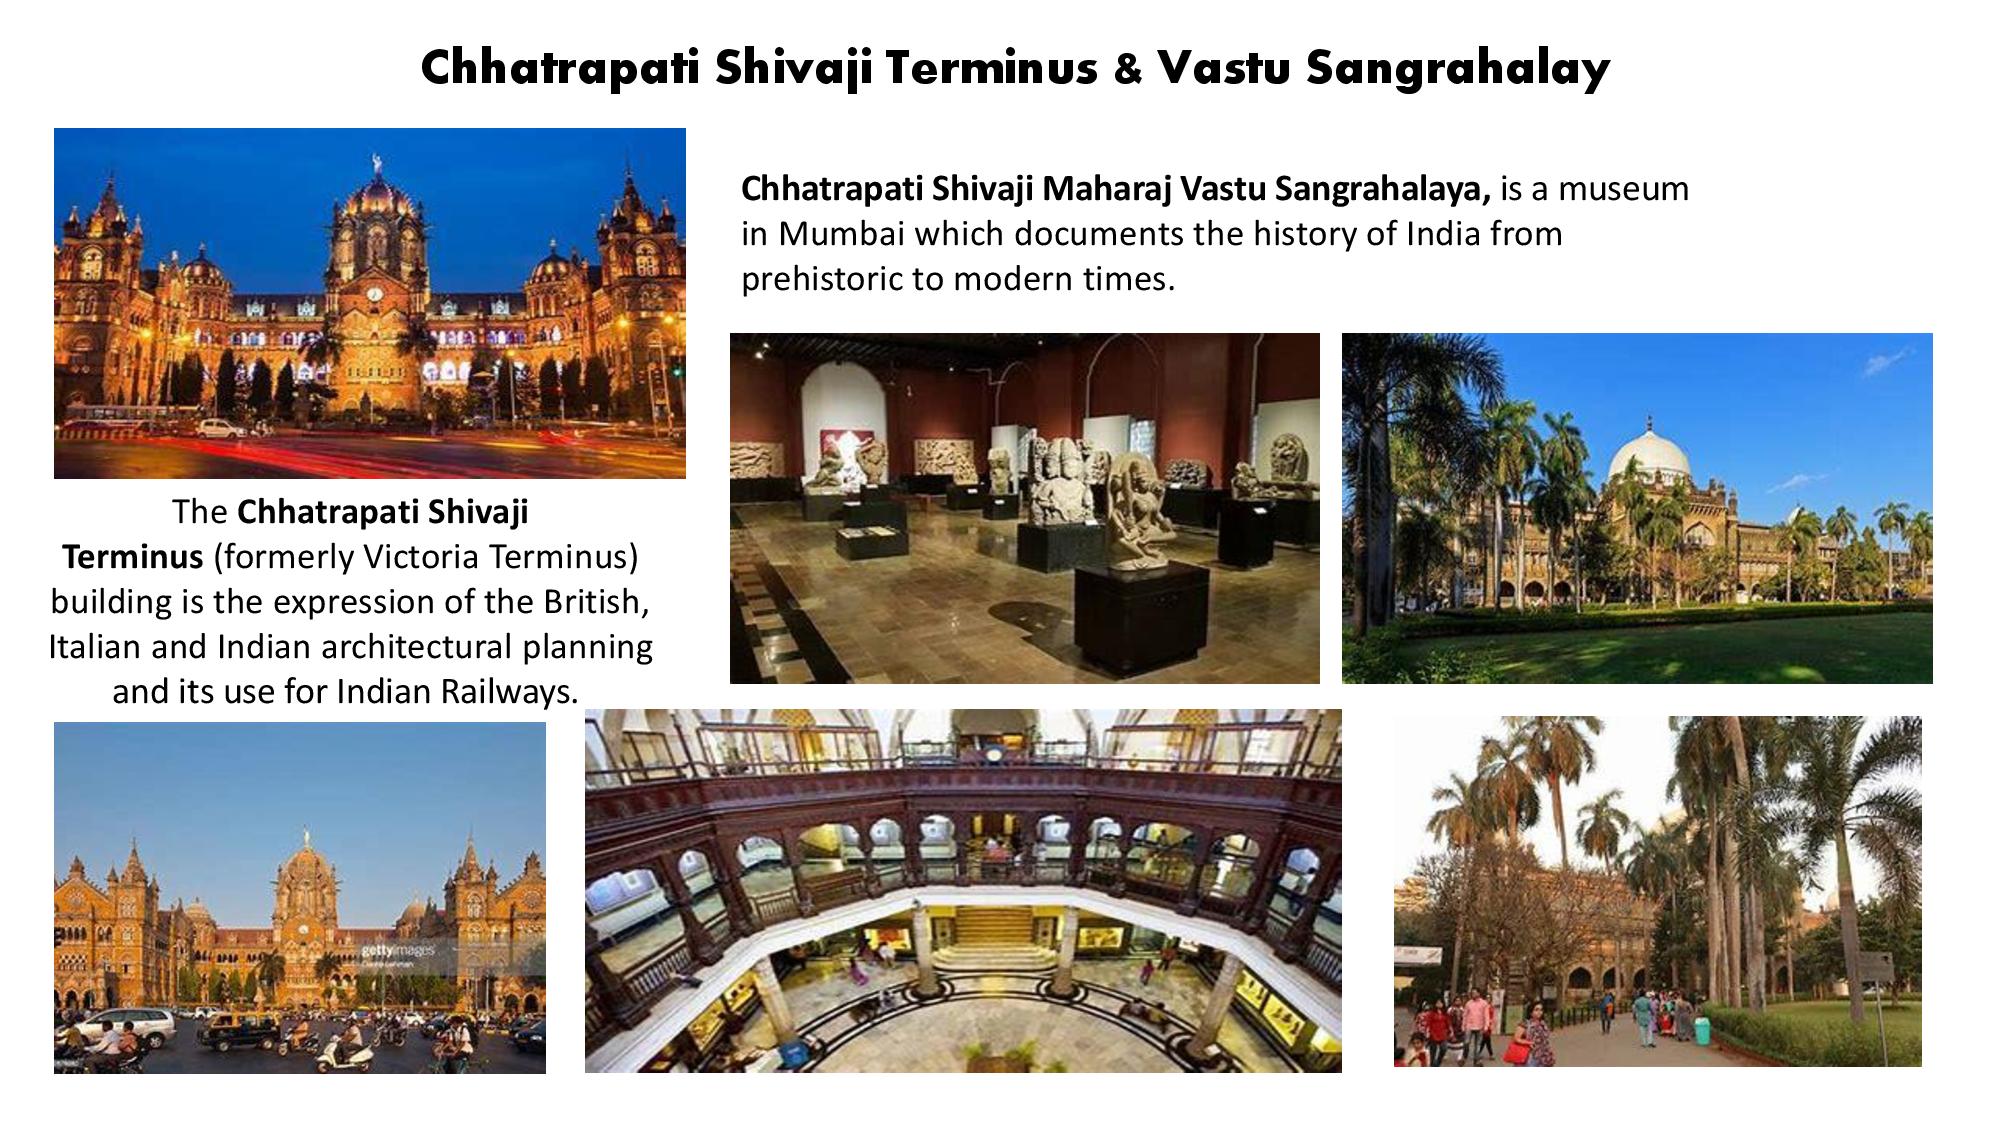 Chhatrapati Shivaji Terminus & Vastu Sangrahalay
Chhatrapati Shivaji Maharaj Vastu Sangrahalaya, is a museum
in Mumbai which documents the history of India from
prehistoric to modern times.
The Chhatrapati Shivaji
Terminus (formerly Victoria Terminus)
building is the expression of the British,
Italian and Indian architectural planning
and its use for Indian Railways.
gettyimages